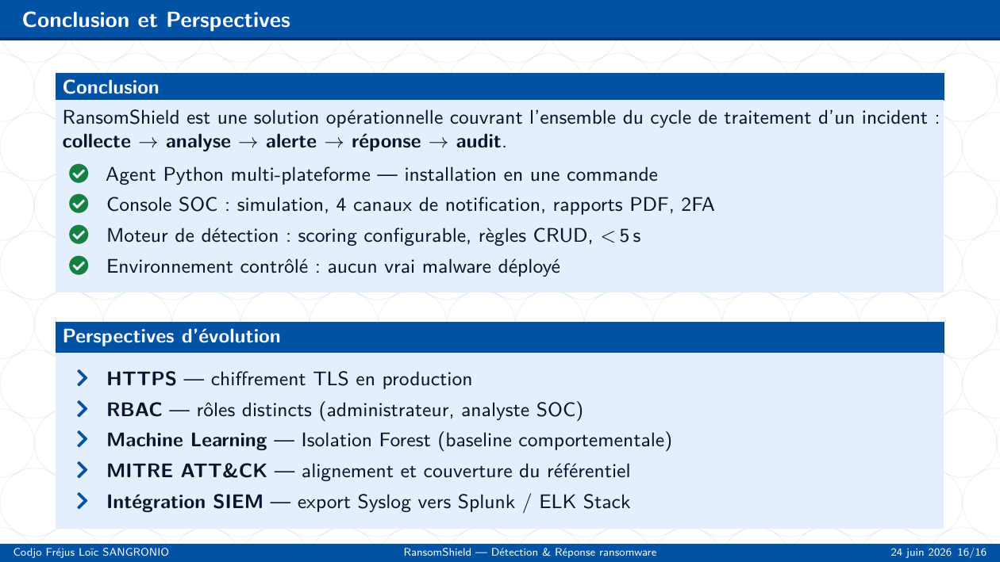 Conclusion et Perspectives
Conclusion
RansomShield est une solution opérationnelle couvrant l'ensemble du cycle de traitement d'un incident :
collecte → analyse → alerte → réponse → audit.
Agent Python multi-plateforme — installation en une commande
Console SOC : simulation, 4 canaux de notification, rapports PDF, 2FA
Moteur de détection : scoring configurable, règles CRUD, < 5 s
Environnement contrôlé : aucun vrai malware déployé
Perspectives d'évolution
HTTPS — chiffrement TLS en production
RBAC — rôles distincts (administrateur, analyste SOC)
Machine Learning — Isolation Forest (baseline comportementale)
MITRE ATT&CK — alignement et couverture du référentiel
Intégration SIEM — export Syslog vers Splunk / ELK Stack
Codjo Fréjus Loïc SANGRONIO
RansomShield — Détection & Réponse ransomware
24 juin 2026 16/16